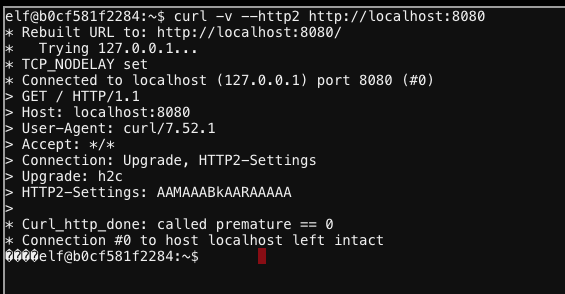 elf@b0cf581f2284:~$ curl -v --http2 http://localhost:8080
* Rebuilt URL to: http://localhost:8080/
*   Trying 127.0.0.1...
* TCP_NODELAY set
* Connected to localhost (127.0.0.1) port 8080 (#0)
> GET / HTTP/1.1
> Host: localhost:8080
> User-Agent: curl/7.52.1
> Accept: */*
> Connection: Upgrade, HTTP2-Settings
> Upgrade: h2c
> HTTP2-Settings: AAMAAABkAARAAAAA
>
* Curl_http_done: called premature == 0
* Connection #0 to host localhost left intact
����elf@b0cf581f2284:~$